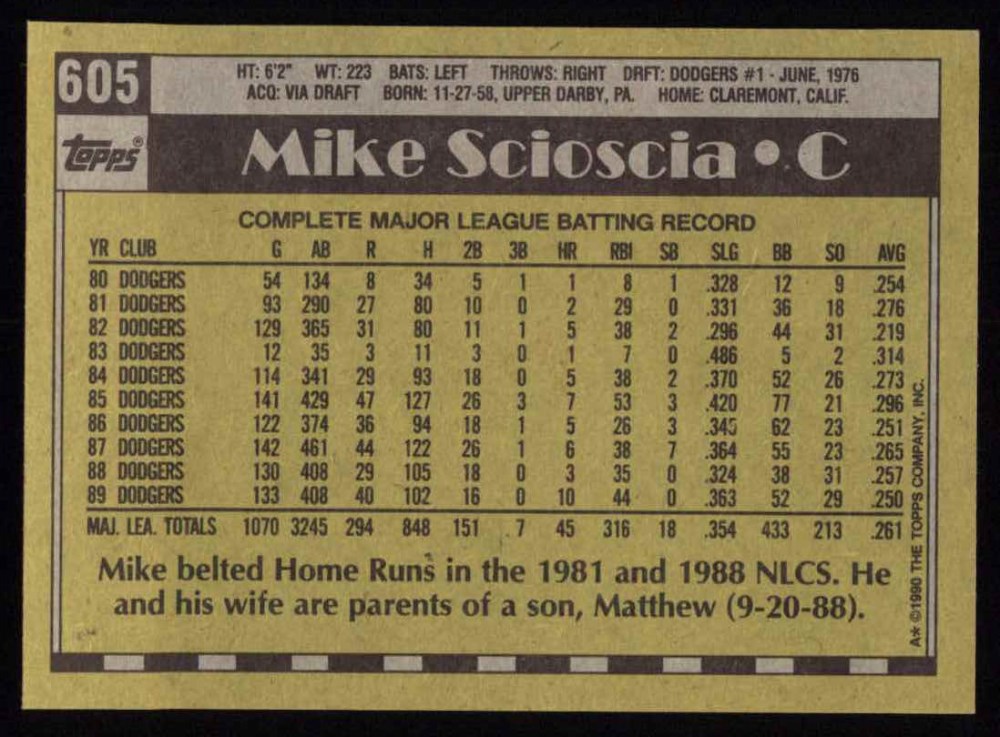 605
HT: 6'2" WT: 223 BATS: LEFT THROWS: RIGHT DRFT: DODGERS #1 - JUNE, 1976
ACQ: VIA DRAFT BORN: 11-27-58, UPPER DARBY, PA. HOME: CLAREMONT, CALIF.
Topps®
Mike Scioscia • C
COMPLETE MAJOR LEAGUE BATTING RECORD
YR CLUB G AB R H 2B 3B HR RBI SB SLG BB SO AVG
80 DODGERS 54 134 8 34 5 1 1 8 1 .328 12 9 .254
81 DODGERS 93 290 27 80 10 0 2 29 0 .331 36 18 .276
82 DODGERS 129 365 31 80 11 1 5 38 2 .296 44 31 .219
83 DODGERS 12 35 3 11 3 0 1 7 0 .486 5 2 .314
84 DODGERS 114 341 29 93 18 0 5 38 2 .370 52 26 .273
85 DODGERS 141 429 47 127 26 3 7 53 3 .420 77 21 .296
86 DODGERS 122 374 36 94 18 1 5 26 3 .345 62 23 .251
87 DODGERS 142 461 44 122 26 1 6 38 7 .364 55 23 .265
88 DODGERS 130 408 29 105 18 0 3 35 0 .324 38 31 .257
89 DODGERS 133 408 40 102 16 0 10 44 0 .363 52 29 .250
MAJ. LEA. TOTALS 1070 3245 294 848 151 7 45 316 18 .354 433 213 .261
Mike belted Home Runs in the 1981 and 1988 NLCS. He
and his wife are parents of a son, Matthew (9-20-88).
A* ©1990 THE TOPPS COMPANY, INC.